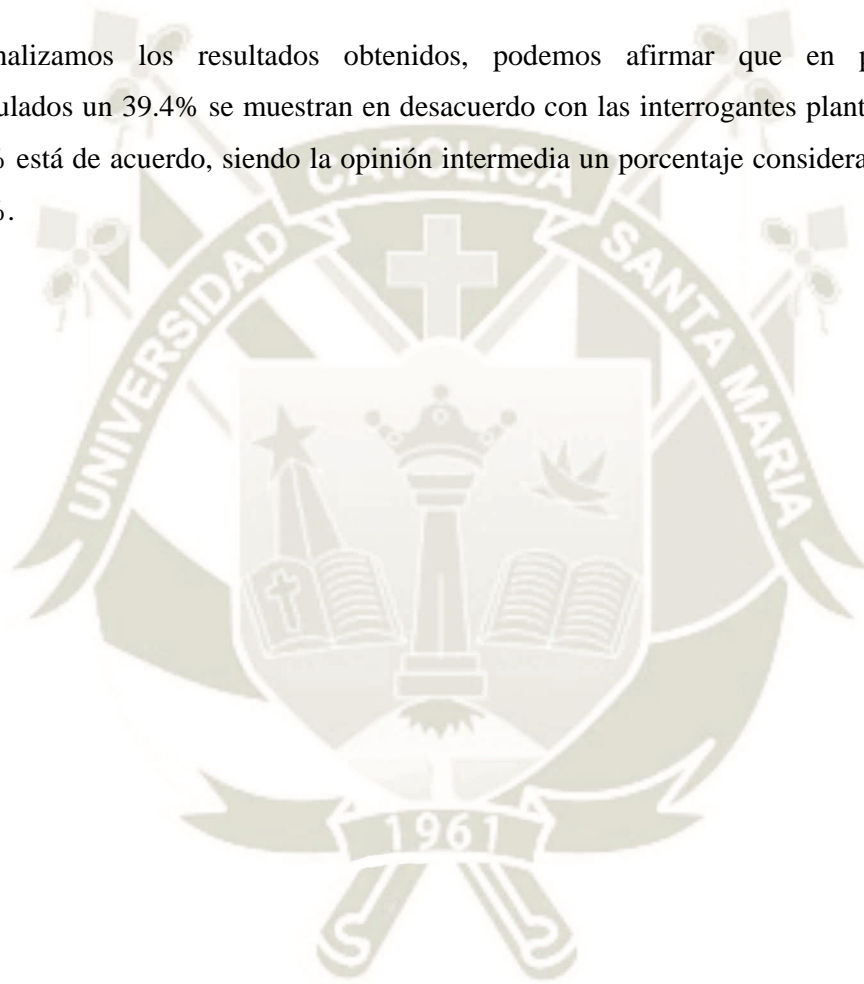 nalizamos los resultados obtenidos, podemos afirmar que en p
ulados un 39.4% se muestran en desacuerdo con las interrogantes plant
% está de acuerdo, siendo la opinión intermedia un porcentaje considera
%.
CATOLICA
UNIVERSIDAD
SANTA MARIA
1961